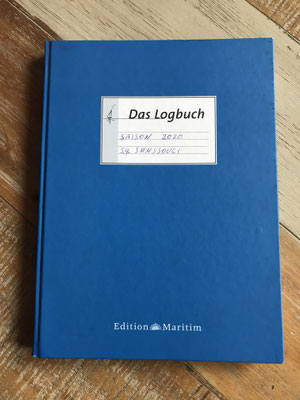 Das Logbuch
SAISON 2020
SY SANSSOUCI
Edition Maritim